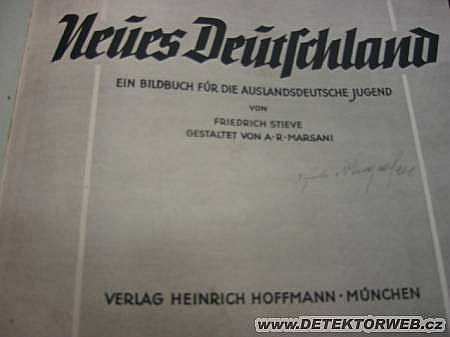 Neues Deutschland
EIN BILDBUCH FÜR DIE AUSLANDSDEUTSCHE JUGEND
VON
FRIEDRICH STIEVE
GESTALTET VON A-R-MARSANI
VERLAG HEINRICH HOFFMANN · MÜNCHEN
WWW.DETEKTORWEB.cz